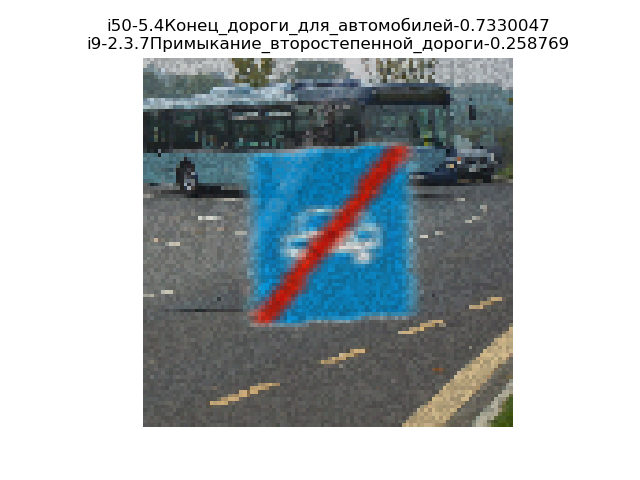 i50-5.4Конец_дороги_для_автомобилей-0.7330047
i9-2.3.7Примыкание_второстепенной_дороги-0.258769